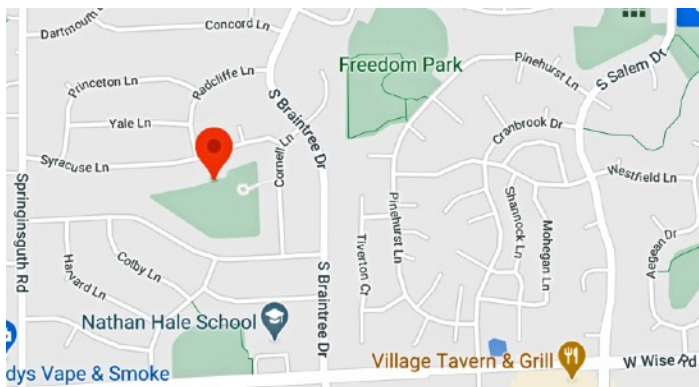 Dartmouth
Concord Ln
Princeton Ln
Radcliffe Ln
Yale Ln
Syracuse Ln
Cornell Ln
S Braintree Dr
Freedom Park
Pinehurst Ln
S Salem Dr
Cranbrook Dr
Westfield Ln
Springinsguth Rd
Harvard Ln
Colby Ln
S Braintree Dr
Tiverton Ct
Pinehurst Ln
Shannock Ln
Mohegan Ln
Aegean Dr
Nathan Hale School
dys Vape & Smoke
Village Tavern & Grill
W Wise Rd